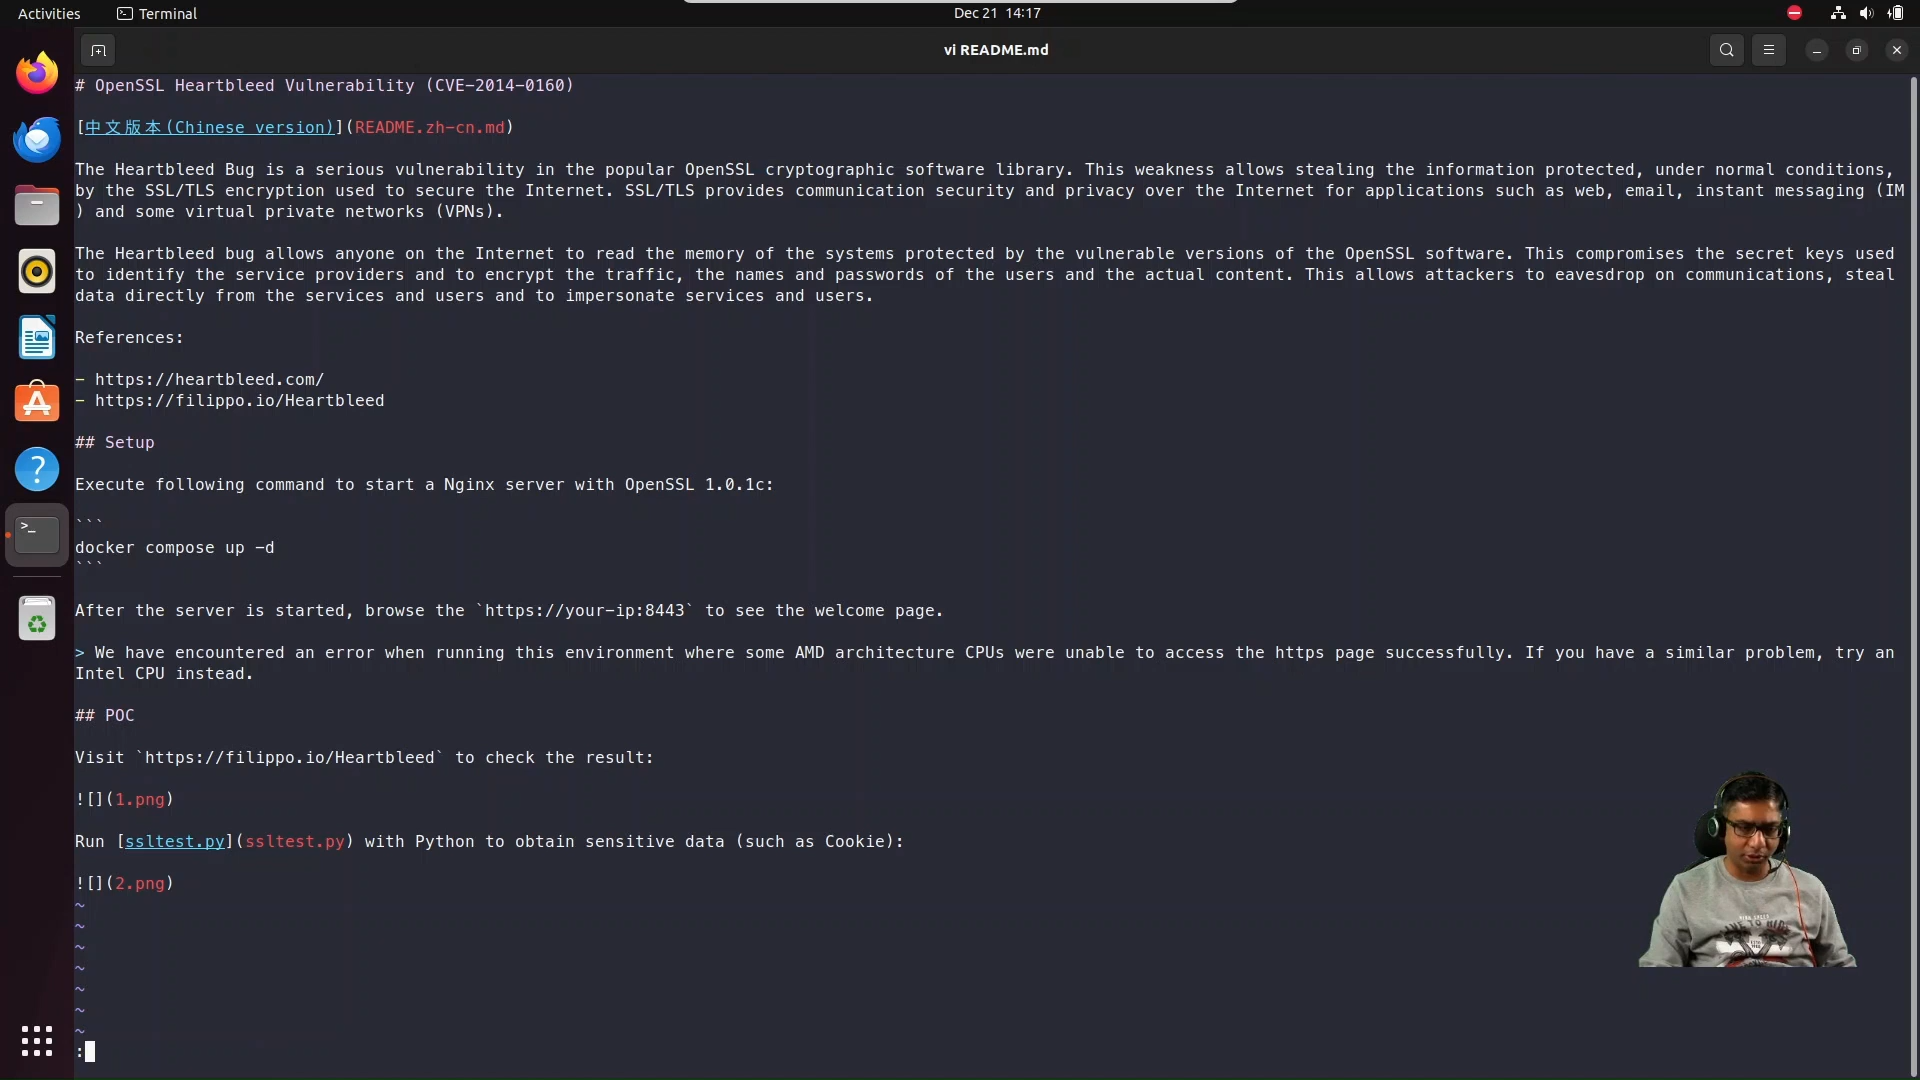 Activities
Terminal
Dec 21 14:17
vi README.md
# OpenSSL Heartbleed Vulnerability (CVE-2014-0160)
[中文版本(Chinese version)](README.zh-cn.md)
The Heartbleed Bug is a serious vulnerability in the popular OpenSSL cryptographic software library. This weakness allows stealing the information protected, under normal conditions,
by the SSL/TLS encryption used to secure the Internet. SSL/TLS provides communication security and privacy over the Internet for applications such as web, email, instant messaging (IM
) and some virtual private networks (VPNs).
The Heartbleed bug allows anyone on the Internet to read the memory of the systems protected by the vulnerable versions of the OpenSSL software. This compromises the secret keys used
to identify the service providers and to encrypt the traffic, the names and passwords of the users and the actual content. This allows attackers to eavesdrop on communications, steal
data directly from the services and users and to impersonate services and users.
References:
- https://heartbleed.com/
- https://filippo.io/Heartbleed
## Setup
Execute following command to start a Nginx server with OpenSSL 1.0.1c:
```
docker compose up -d
```
After the server is started, browse the `https://your-ip:8443` to see the welcome page.
> We have encountered an error when running this environment where some AMD architecture CPUs were unable to access the https page successfully. If you have a similar problem, try an
Intel CPU instead.
## POC
Visit `https://filippo.io/Heartbleed` to check the result:
![](1.png)
Run [ssltest.py](ssltest.py) with Python to obtain sensitive data (such as Cookie):
![](2.png)
~
~
~
~
~
~
~
: